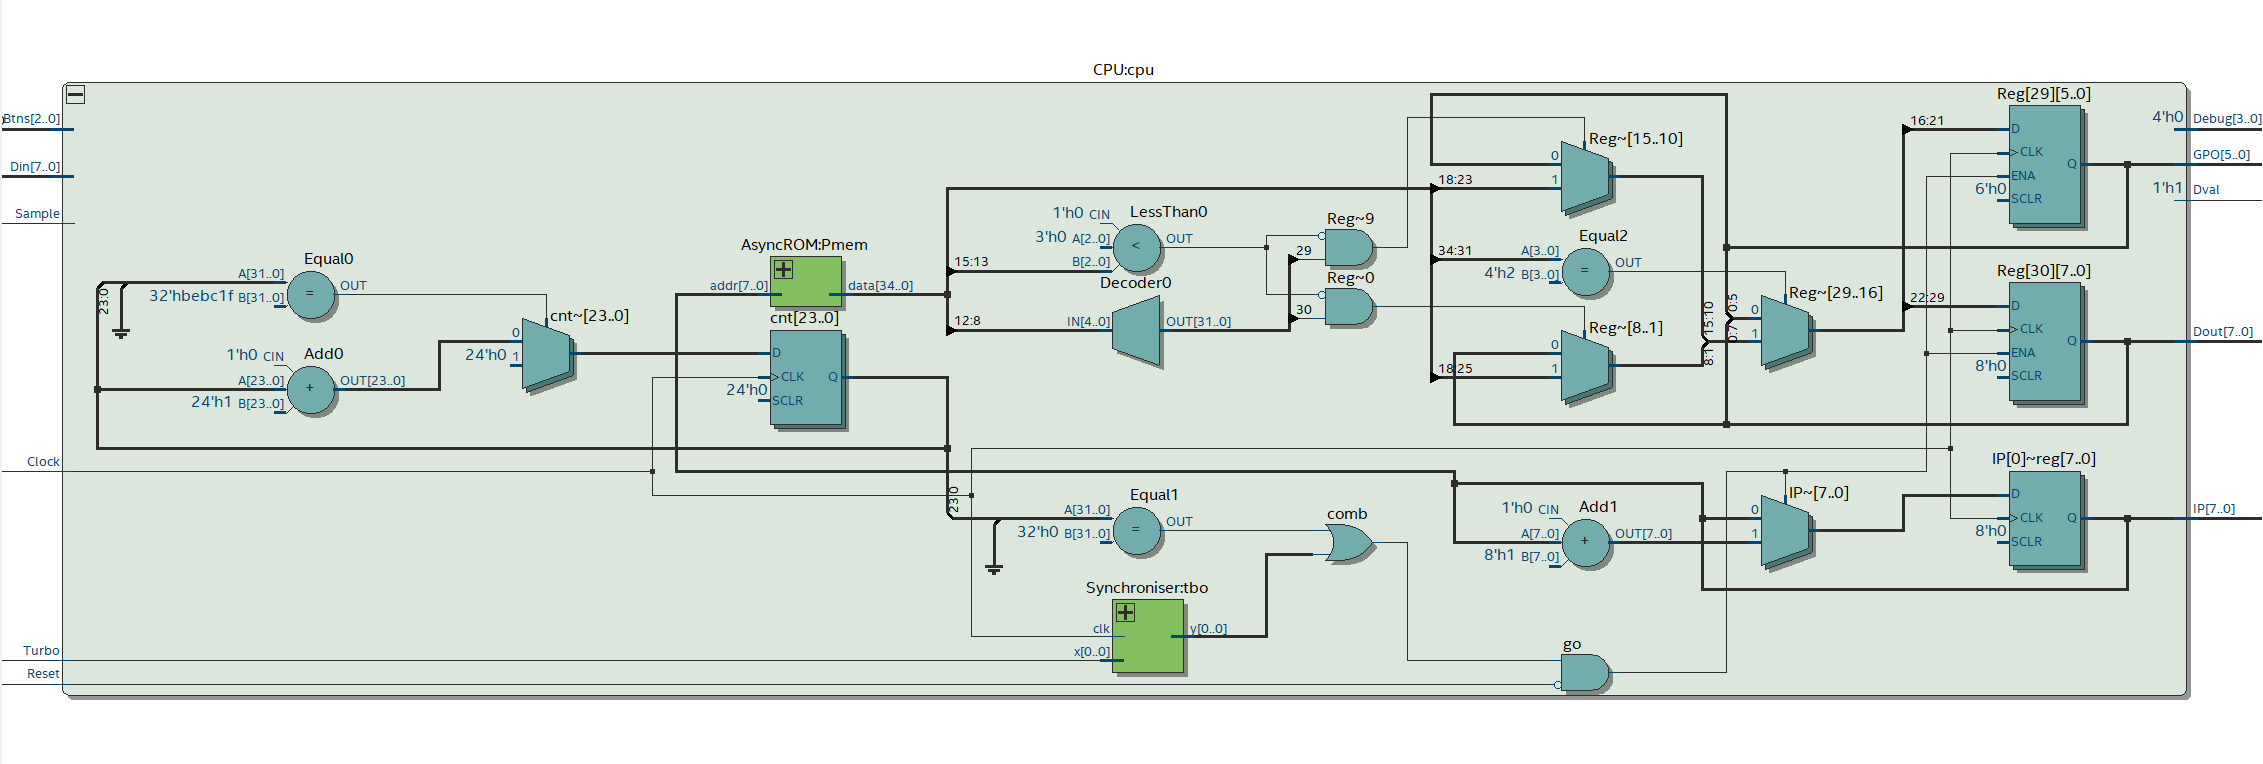 CPU:cpu
Btns[2..0]
Din[7..0]
Sample
Clock
Turbo
Reset
23:0
Equal0
A[31..0]
32'hbebc1f B[31..0]
=
OUT
Add0
1'h0 CIN
A[23..0]
24'h1 B[23..0]
+
OUT[23..0]
cnt~[23..0]
0
24'h0 1
AsyncROM:Pmem
addr[7..0]
data[34..0]
cnt[23..0]
D
CLK
Q
24'h0
SCLR
15:13
12:8
23:0
LessThan0
1'h0 CIN
3'h0 A[2..0]
B[2..0]
<
OUT
Decoder0
IN[4..0]
OUT[31..0]
Reg~9
29
Reg~0
30
Equal1
A[31..0]
32'h0 B[31..0]
=
OUT
comb
Synchroniser:tbo
clk
x[0..0]
y[0..0]
go
18:23
34:31
18:25
Reg~[15..10]
0
1
Equal2
A[3..0]
4'h2 B[3..0]
=
OUT
Reg~[8..1]
0
1
15:10
8:1
0:5
0:7
Reg~[29..16]
0
1
Add1
1'h0 CIN
A[7..0]
8'h1 B[7..0]
+
OUT[7..0]
IP~[7..0]
0
1
16:21
22:29
Reg[29][5..0]
D
CLK
ENA
Q
6'h0
SCLR
Reg[30][7..0]
D
CLK
ENA
Q
8'h0
SCLR
IP[0]~reg[7..0]
D
CLK
Q
8'h0
SCLR
4'h0 Debug[3..0]
GPO[5..0]
1'h1 Dval
Dout[7..0]
IP[7..0]